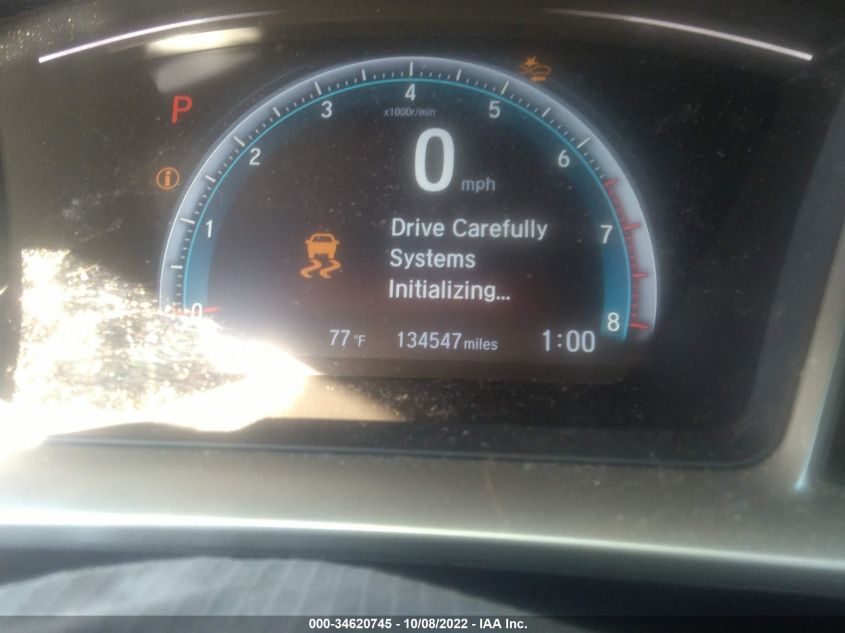 4
3 5
x1000r/min
P
2 6
0 mph
i
1 7
Drive Carefully
Systems
Initializing...
0 8
77°F 134547 miles 1:00
000-34620745 - 10/08/2022 - IAA Inc.